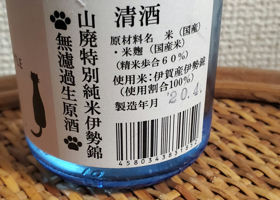 清酒
原材料名 米(国産)
・米麹(国産米)
(精米歩合60%)
使用米:伊賀産伊勢錦
(使用割合100%)
製造年月 '20.4.
山廃特別純米伊勢錦
無濾過生原酒